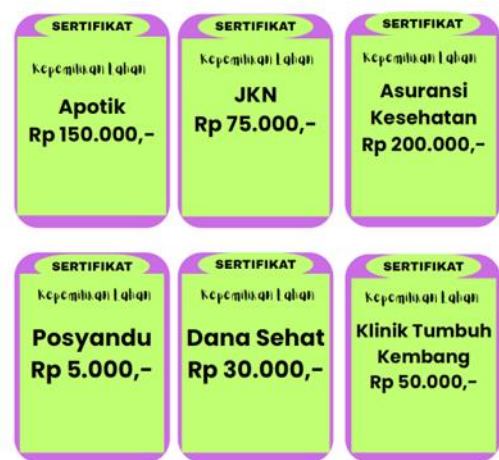 SERTIFIKAT
Kepemilikan Lahan
Apotik
Rp 150.000,-
SERTIFIKAT
Kepemilikan Lahan
JKN
Rp 75.000,-
SERTIFIKAT
Kepemilikan Lahan
Asuransi
Kesehatan
Rp 200.000,-
SERTIFIKAT
Kepemilikan Lahan
Posyandu
Rp 5.000,-
SERTIFIKAT
Kepemilikan Lahan
Dana Sehat
Rp 30.000,-
SERTIFIKAT
Kepemilikan Lahan
Klinik Tumbuh
Kembang
Rp 50.000,-